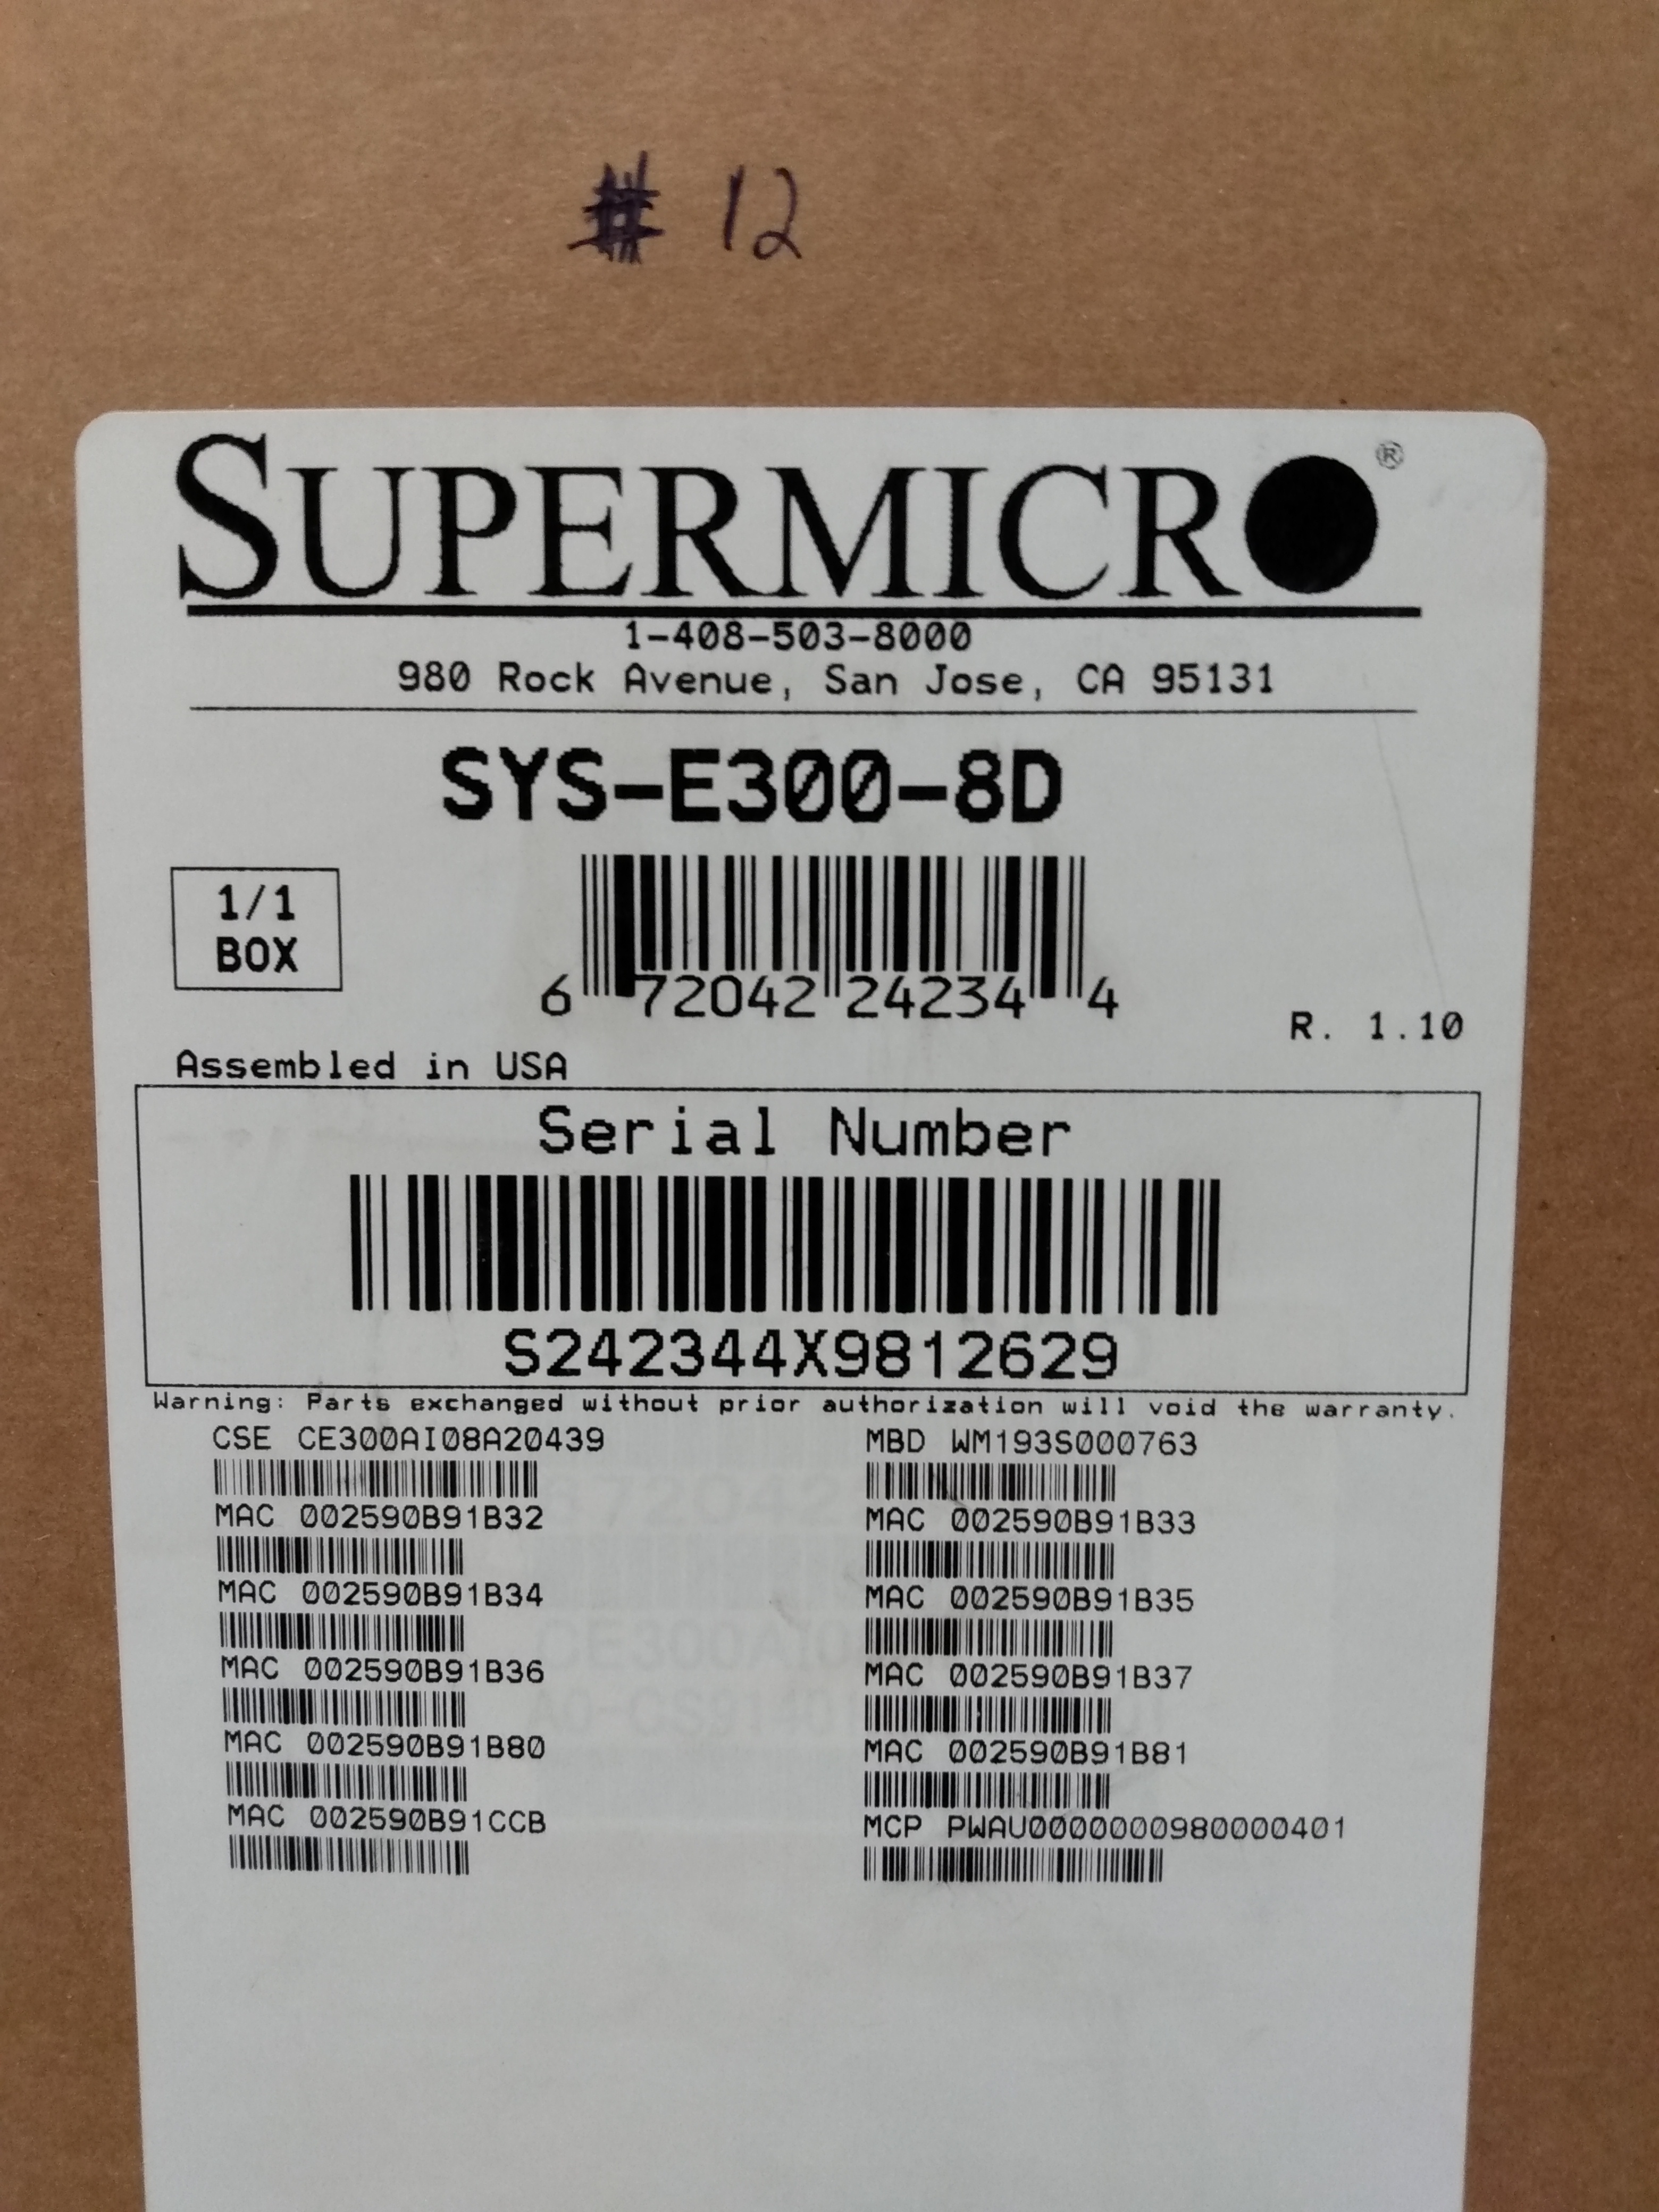 # 12
SUPERMICRO®
1-408-503-8000
980 Rock Avenue, San Jose, CA 95131
SYS-E300-8D
1/1
BOX
6 72042 24234 4
R. 1.10
Assembled in USA
Serial Number
S242344X9812629
Warning: Parts exchanged without prior authorization will void the warranty.
CSE CE300AI08A20439
MBD WM193S000763
MAC 002590B91B32
MAC 002590B91B33
MAC 002590B91B34
MAC 002590B91B35
MAC 002590B91B36
MAC 002590B91B37
MAC 002590B91B80
MAC 002590B91B81
MAC 002590B91CCB
MCP PWAU0000000980000401